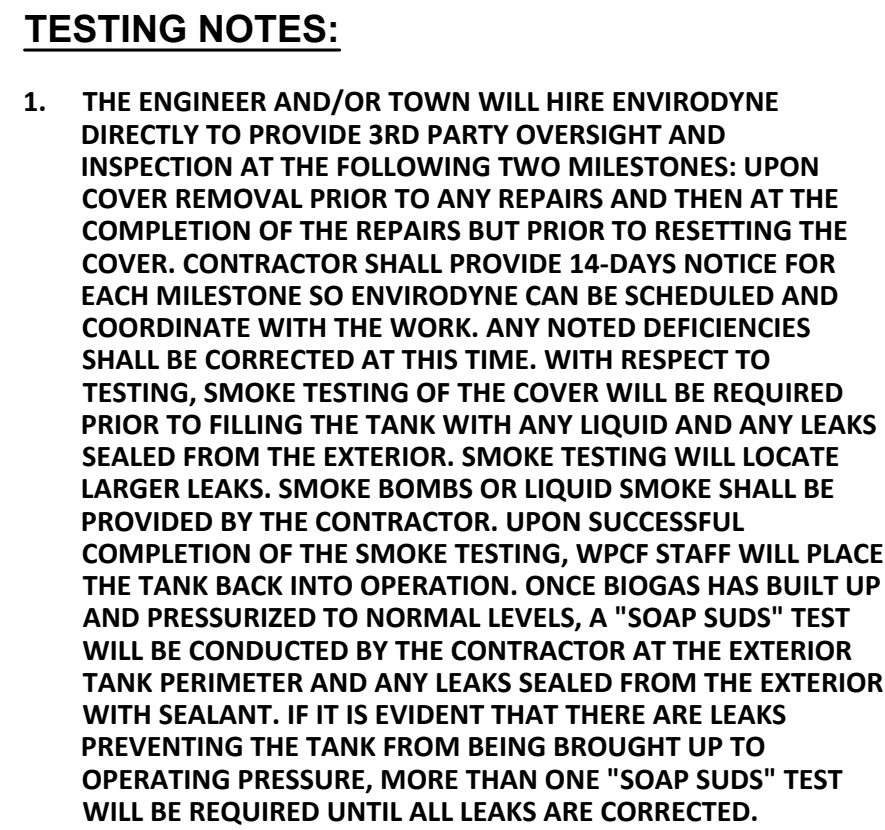 TESTING NOTES:
1. THE ENGINEER AND/OR TOWN WILL HIRE ENVIRODYNE
DIRECTLY TO PROVIDE 3RD PARTY OVERSIGHT AND
INSPECTION AT THE FOLLOWING TWO MILESTONES: UPON
COVER REMOVAL PRIOR TO ANY REPAIRS AND THEN AT THE
COMPLETION OF THE REPAIRS BUT PRIOR TO RESETTING THE
COVER. CONTRACTOR SHALL PROVIDE 14-DAYS NOTICE FOR
EACH MILESTONE SO ENVIRODYNE CAN BE SCHEDULED AND
COORDINATE WITH THE WORK. ANY NOTED DEFICIENCIES
SHALL BE CORRECTED AT THIS TIME. WITH RESPECT TO
TESTING, SMOKE TESTING OF THE COVER WILL BE REQUIRED
PRIOR TO FILLING THE TANK WITH ANY LIQUID AND ANY LEAKS
SEALED FROM THE EXTERIOR. SMOKE TESTING WILL LOCATE
LARGER LEAKS. SMOKE BOMBS OR LIQUID SMOKE SHALL BE
PROVIDED BY THE CONTRACTOR. UPON SUCCESSFUL
COMPLETION OF THE SMOKE TESTING, WPCF STAFF WILL PLACE
THE TANK BACK INTO OPERATION. ONCE BIOGAS HAS BUILT UP
AND PRESSURIZED TO NORMAL LEVELS, A "SOAP SUDS" TEST
WILL BE CONDUCTED BY THE CONTRACTOR AT THE EXTERIOR
TANK PERIMETER AND ANY LEAKS SEALED FROM THE EXTERIOR
WITH SEALANT. IF IT IS EVIDENT THAT THERE ARE LEAKS
PREVENTING THE TANK FROM BEING BROUGHT UP TO
OPERATING PRESSURE, MORE THAN ONE "SOAP SUDS" TEST
WILL BE REQUIRED UNTIL ALL LEAKS ARE CORRECTED.